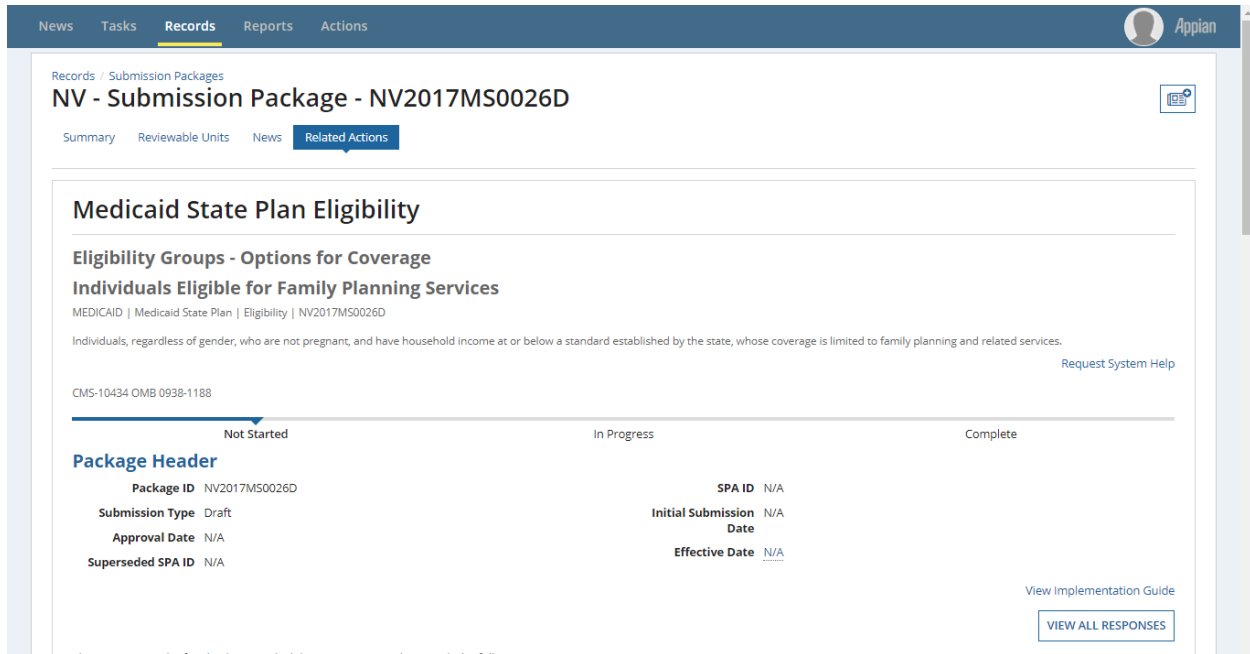 News Tasks Records Reports Actions Appian
Records / Submission Packages
NV - Submission Package - NV2017MS0026D
Summary Reviewable Units News Related Actions
Medicaid State Plan Eligibility
Eligibility Groups - Options for Coverage
Individuals Eligible for Family Planning Services
MEDICAID | Medicaid State Plan | Eligibility | NV2017MS0026D
Individuals, regardless of gender, who are not pregnant, and have household income at or below a standard established by the state, whose coverage is limited to family planning and related services.
Request System Help
CMS-10434 OMB 0938-1188
Not Started In Progress Complete
Package Header
Package ID NV2017MS0026D SPA ID N/A
Submission Type Draft Initial Submission Date N/A
Approval Date N/A Effective Date N/A
Superseded SPA ID N/A
View Implementation Guide
VIEW ALL RESPONSES